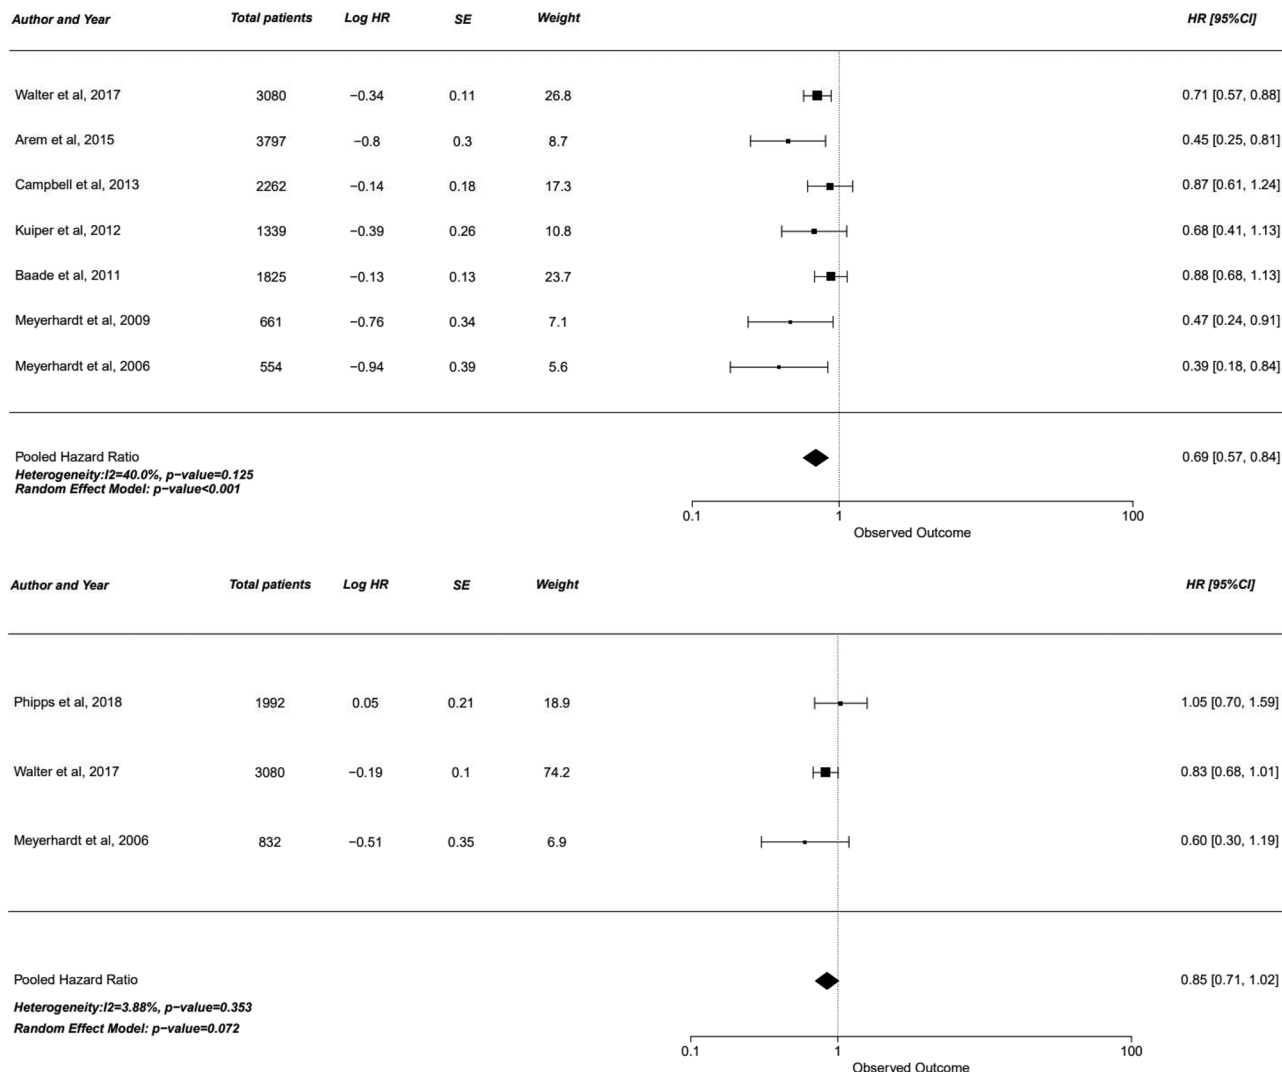 Author and Year Total patients Log HR SE Weight HR [95%CI]
Walter et al, 2017 3080 −0.34 0.11 26.8 0.71 [0.57, 0.88]
Arem et al, 2015 3797 −0.8 0.3 8.7 0.45 [0.25, 0.81]
Campbell et al, 2013 2262 −0.14 0.18 17.3 0.87 [0.61, 1.24]
Kuiper et al, 2012 1339 −0.39 0.26 10.8 0.68 [0.41, 1.13]
Baade et al, 2011 1825 −0.13 0.13 23.7 0.88 [0.68, 1.13]
Meyerhardt et al, 2009 661 −0.76 0.34 7.1 0.47 [0.24, 0.91]
Meyerhardt et al, 2006 554 −0.94 0.39 5.6 0.39 [0.18, 0.84]
Pooled Hazard Ratio 0.69 [0.57, 0.84]
Heterogeneity:I2=40.0%, p−value=0.125
Random Effect Model: p−value<0.001
0.1 1 100
Observed Outcome
Author and Year Total patients Log HR SE Weight HR [95%CI]
Phipps et al, 2018 1992 0.05 0.21 18.9 1.05 [0.70, 1.59]
Walter et al, 2017 3080 −0.19 0.1 74.2 0.83 [0.68, 1.01]
Meyerhardt et al, 2006 832 −0.51 0.35 6.9 0.60 [0.30, 1.19]
Pooled Hazard Ratio 0.85 [0.71, 1.02]
Heterogeneity:I2=3.88%, p−value=0.353
Random Effect Model: p−value=0.072
0.1 1 100
Observed Outcome